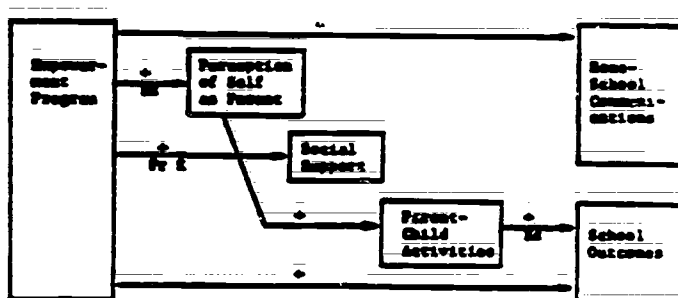 Empower-
ment
Program
+
Perception
of Self
as Parent
+
Pr K
Social
Support
+
Parent-
Child
Activities
+
Home-
School
Communi-
cations
School
Outcomes
+